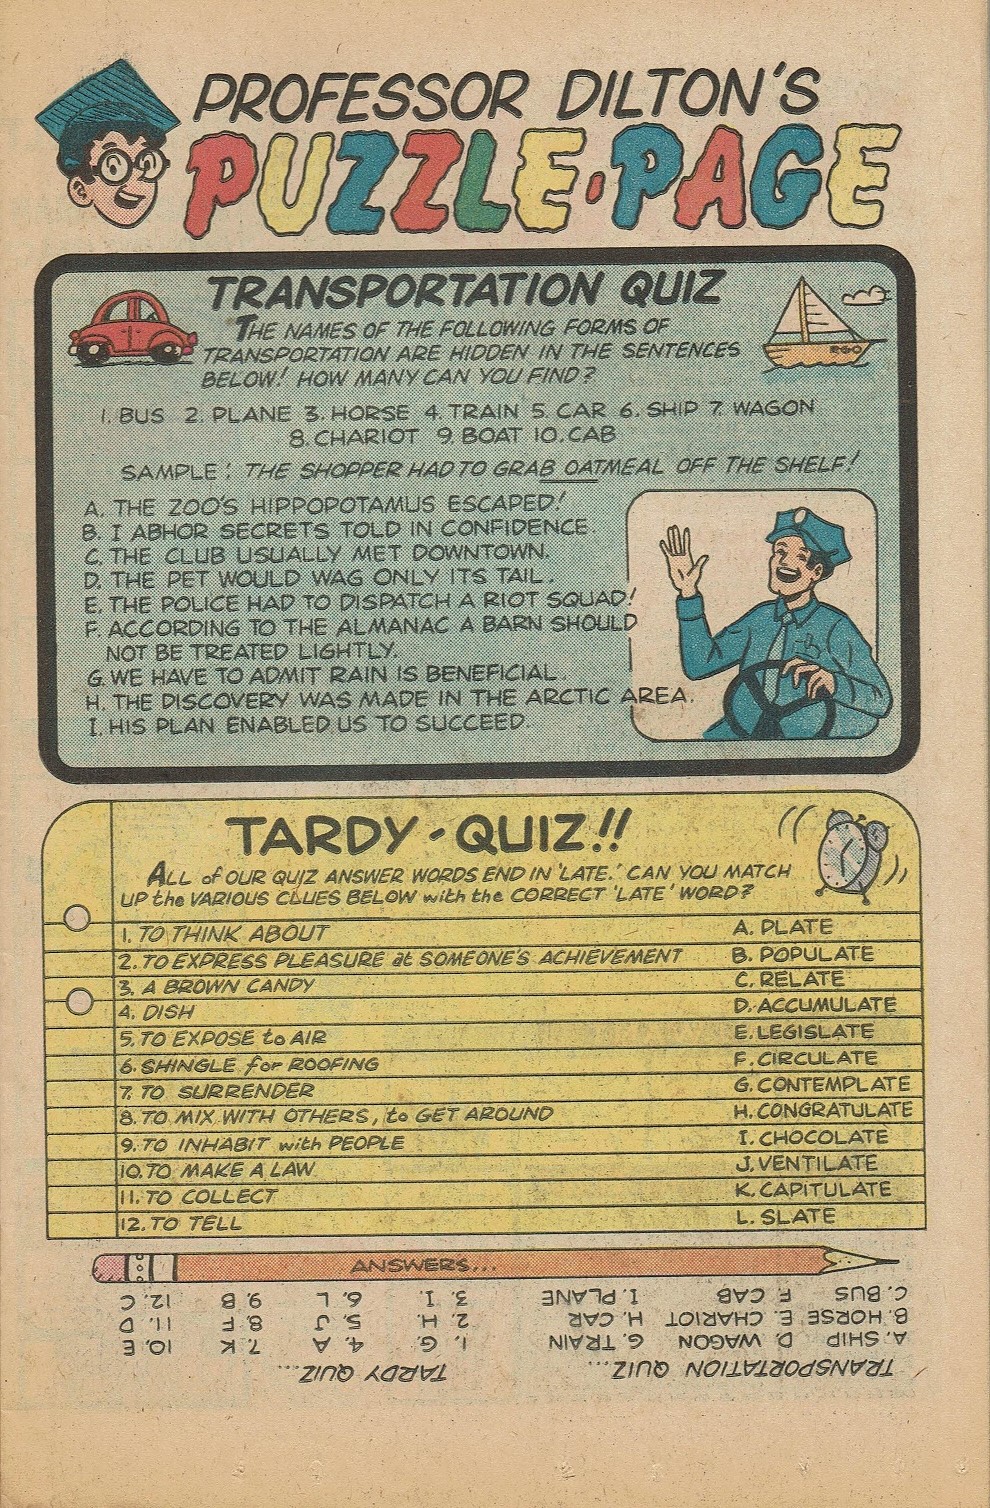 PROFESSOR DILTON'S
PUZZLE-PAGE
TRANSPORTATION QUIZ
THE NAMES OF THE FOLLOWING FORMS OF
TRANSPORTATION ARE HIDDEN IN THE SENTENCES
BELOW! HOW MANY CAN YOU FIND?
RGO
1. BUS 2. PLANE 3. HORSE 4. TRAIN 5. CAR 6. SHIP 7. WAGON
8. CHARIOT 9. BOAT 10. CAB
SAMPLE: THE SHOPPER HAD TO GRAB OATMEAL OFF THE SHELF!
A. THE ZOO'S HIPPOPOTAMUS ESCAPED!
B. I ABHOR SECRETS TOLD IN CONFIDENCE.
C. THE CLUB USUALLY MET DOWNTOWN.
D. THE PET WOULD WAG ONLY ITS TAIL.
E. THE POLICE HAD TO DISPATCH A RIOT SQUAD!
F. ACCORDING TO THE ALMANAC A BARN SHOULD
NOT BE TREATED LIGHTLY.
G. WE HAVE TO ADMIT RAIN IS BENEFICIAL.
H. THE DISCOVERY WAS MADE IN THE ARCTIC AREA.
I. HIS PLAN ENABLED US TO SUCCEED.
TARDY-QUIZ!!
ALL of OUR QUIZ ANSWER WORDS END IN 'LATE.' CAN YOU MATCH
UP the VARIOUS CLUES BELOW with the CORRECT 'LATE' WORD?
1. TO THINK ABOUT A. PLATE
2. TO EXPRESS PLEASURE at SOMEONE'S ACHIEVEMENT B. POPULATE
3. A BROWN CANDY C. RELATE
4. DISH D. ACCUMULATE
5. TO EXPOSE to AIR E. LEGISLATE
6. SHINGLE for ROOFING F. CIRCULATE
7. TO SURRENDER G. CONTEMPLATE
8. TO MIX WITH OTHERS, to GET AROUND H. CONGRATULATE
9. TO INHABIT with PEOPLE I. CHOCOLATE
10. TO MAKE A LAW J. VENTILATE
11. TO COLLECT K. CAPITULATE
12. TO TELL L. SLATE
ANSWERS...
TRANSPORTATION QUIZ... TARDY QUIZ...
A. SHIP D. WAGON G. TRAIN 1. G. 4. A 7. K 10. E
B. HORSE E. CHARIOT H. CAR 2. H. 5. J 8. F 11. D
C. BUS F. CAB I. PLANE 3. I. 6. L 9. B 12. C